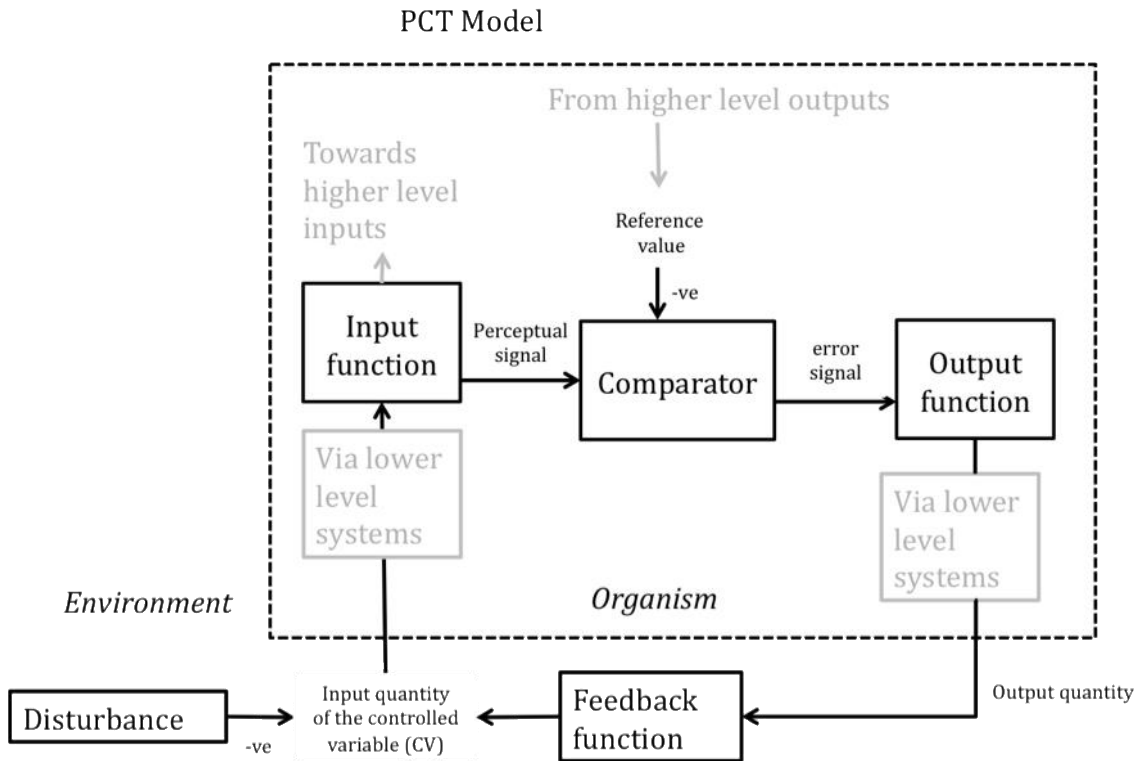 PCT Model
From higher level outputs
Towards
higher level
inputs
Reference
value
-ve
Input
function
Perceptual
signal
Comparator
error
signal
Output
function
Via lower
level
systems
Via lower
level
systems
Environment
Organism
Disturbance
-ve
Input quantity
of the controlled
variable (CV)
Feedback
function
Output quantity